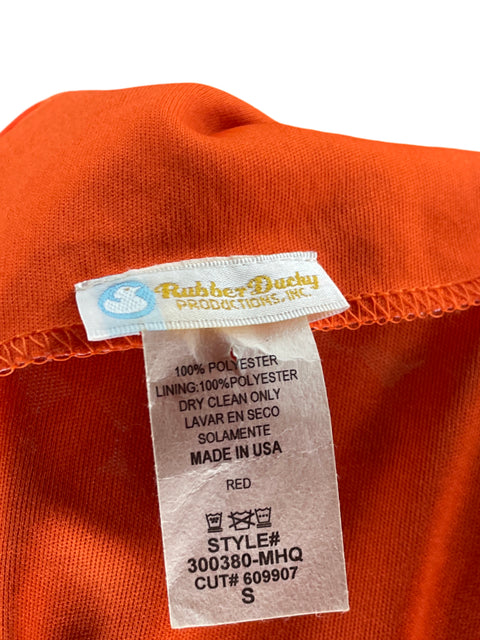 Rubber Ducky
PRODUCTIONS, INC.
100% POLYESTER
LINING:100%POLYESTER
DRY CLEAN ONLY
LAVAR EN SECO
SOLAMENTE
MADE IN USA
RED
STYLE#
300380-MHQ
CUT# 609907
S